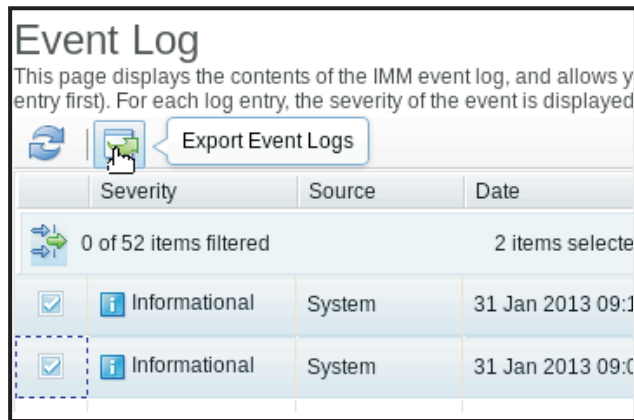 Event Log
This page displays the contents of the IMM event log, and allows y
entry first). For each log entry, the severity of the event is displayed
Export Event Logs
Severity Source Date
0 of 52 items filtered 2 items selecte
Informational System 31 Jan 2013 09:1
Informational System 31 Jan 2013 09:0